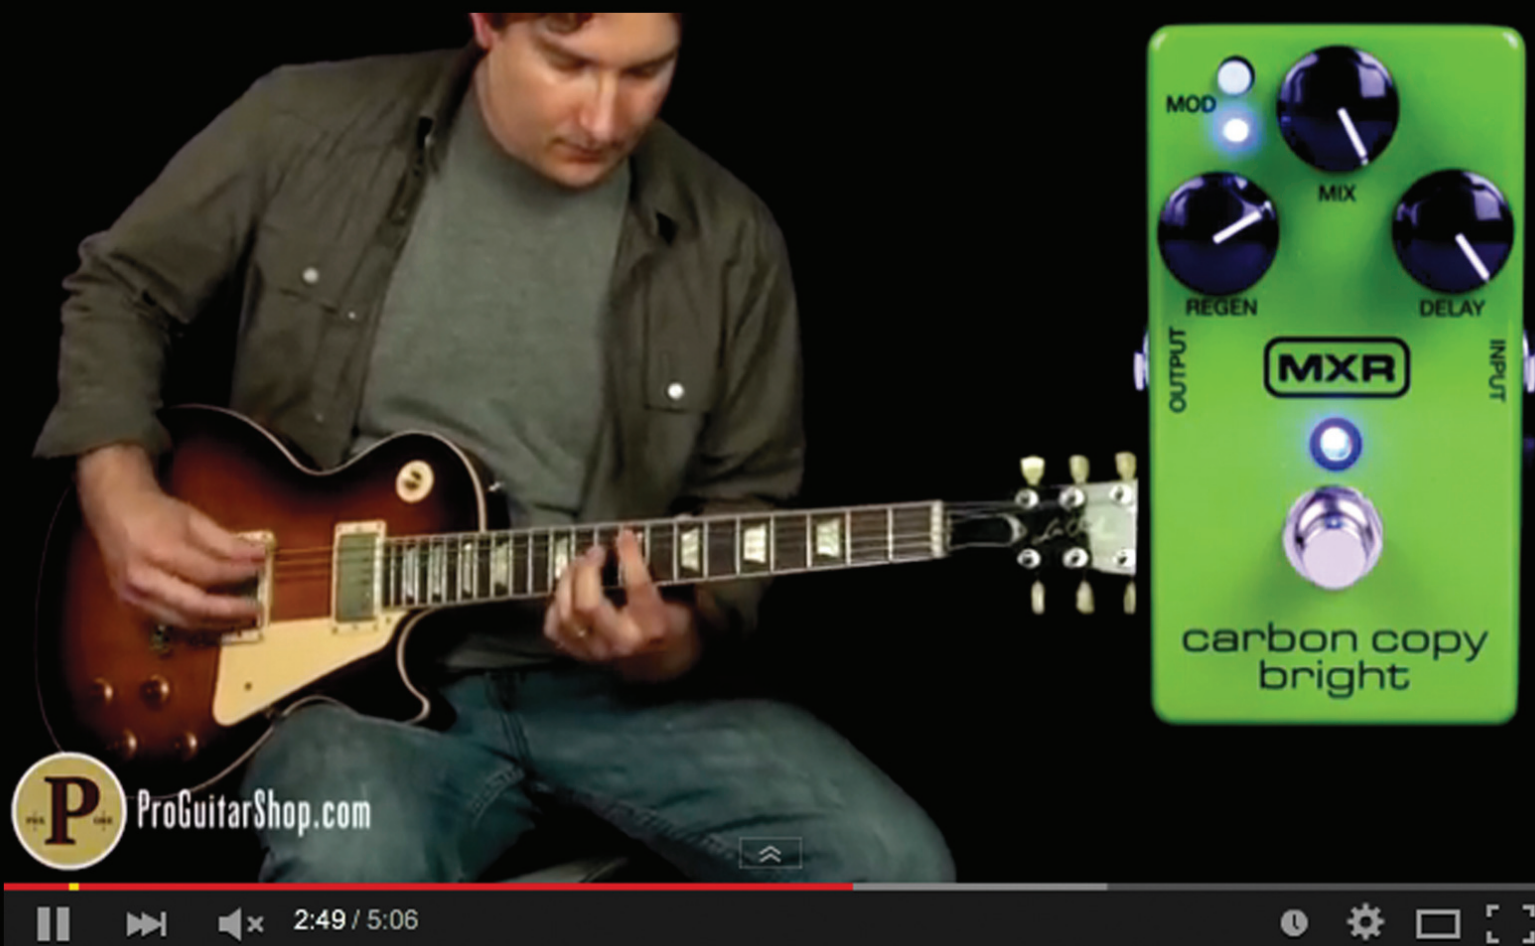 MOD
MIX
REGEN
DELAY
OUTPUT
INPUT
MXR
carbon copy
bright
P
ProGuitarShop.com
2:49 / 5:06